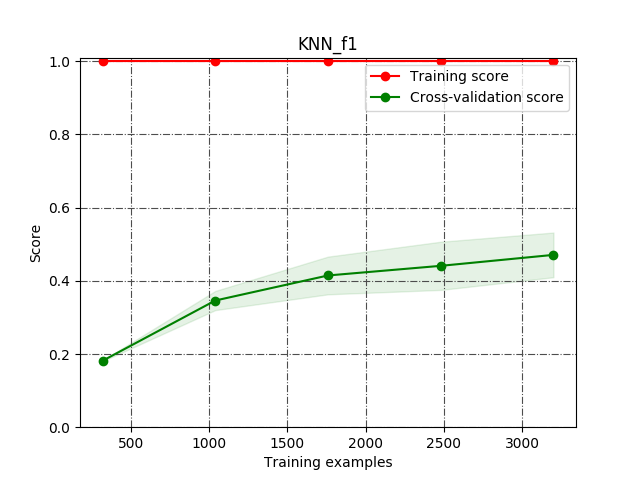 KNN_f1
1.0
0.8
0.6
0.4
0.2
0.0
Score
Training score
Cross-validation score
500 1000 1500 2000 2500 3000
Training examples